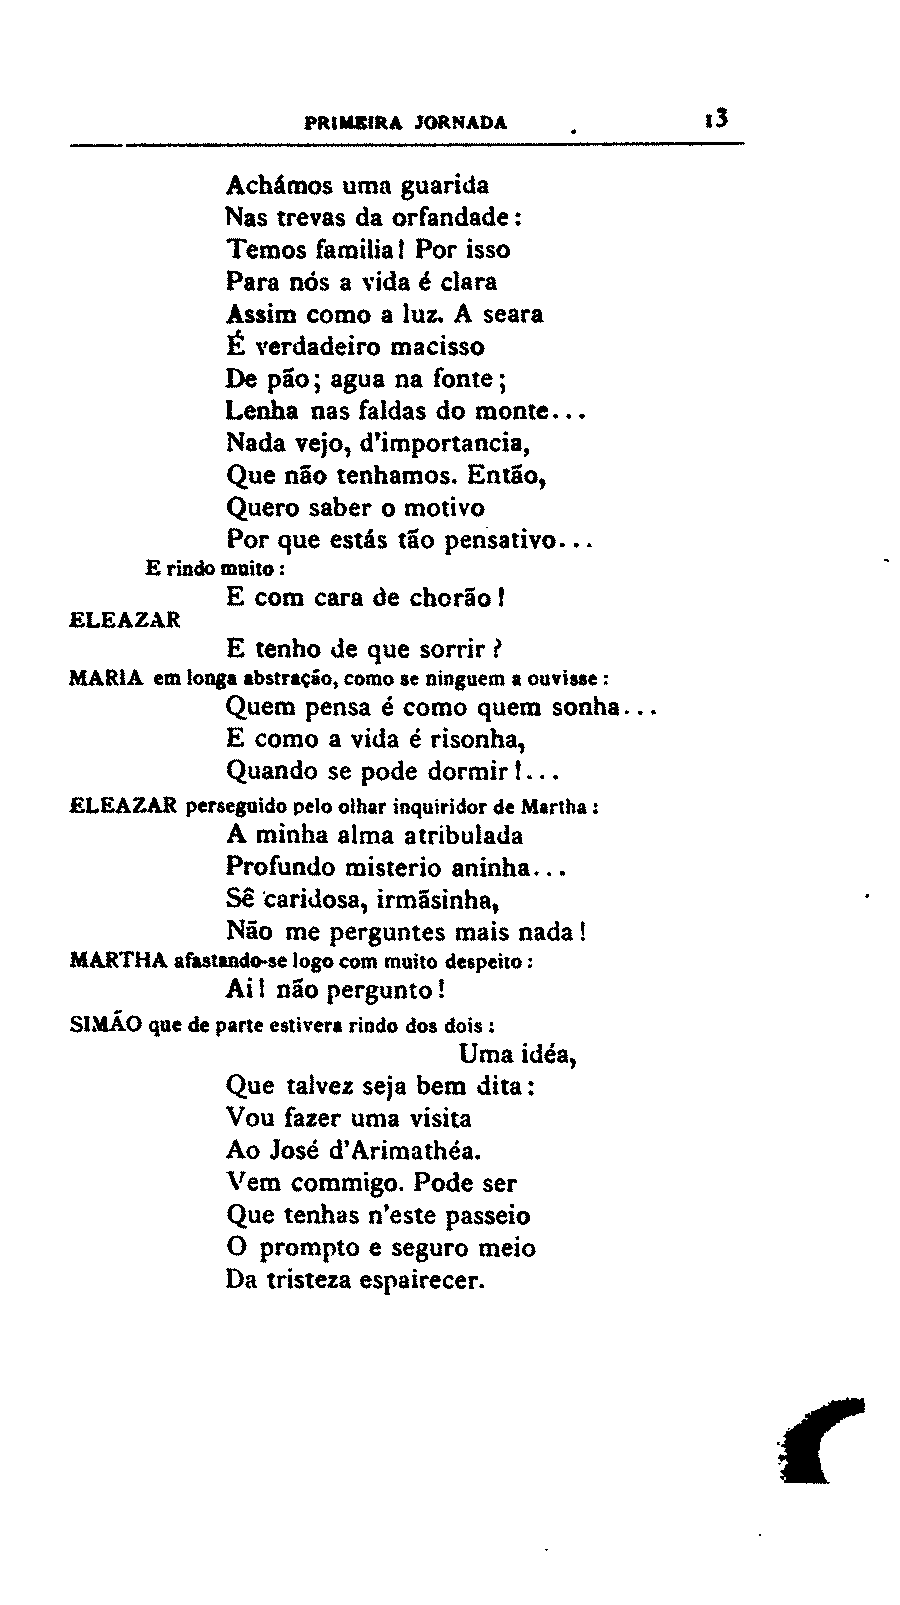 PRIMEIRA JORNADA 13
Achámos uma guarida
Nas trevas da orfandade:
Temos familia! Por isso
Para nós a vida é clara
Assim como a luz. A seara
É verdadeiro macisso
De pão; agua na fonte;
Lenha nas faldas do monte...
Nada vejo, d'importancia,
Que não tenhamos. Então,
Quero saber o motivo
Por que estás tão pensativo...
E rindo muito:
E com cara de chorão!
ELEAZAR
E tenho de que sorrir?
MARIA em longa abstração, como se ninguem a ouvisse:
Quem pensa é como quem sonha...
E como a vida é risonha,
Quando se pode dormir!...
ELEAZAR perseguido pelo olhar inquiridor de Martha:
A minha alma atribulada
Profundo misterio aninha...
Sê caridosa, irmãsinha,
Não me perguntes mais nada!
MARTHA afastando-se logo com muito despeito:
Ai! não pergunto!
SIMÃO que de parte estivera rindo dos dois:
Uma idéa,
Que talvez seja bem dita:
Vou fazer uma visita
Ao José d'Arimathéa.
Vem commigo. Pode ser
Que tenhas n'este passeio
O prompto e seguro meio
Da tristeza espairecer.